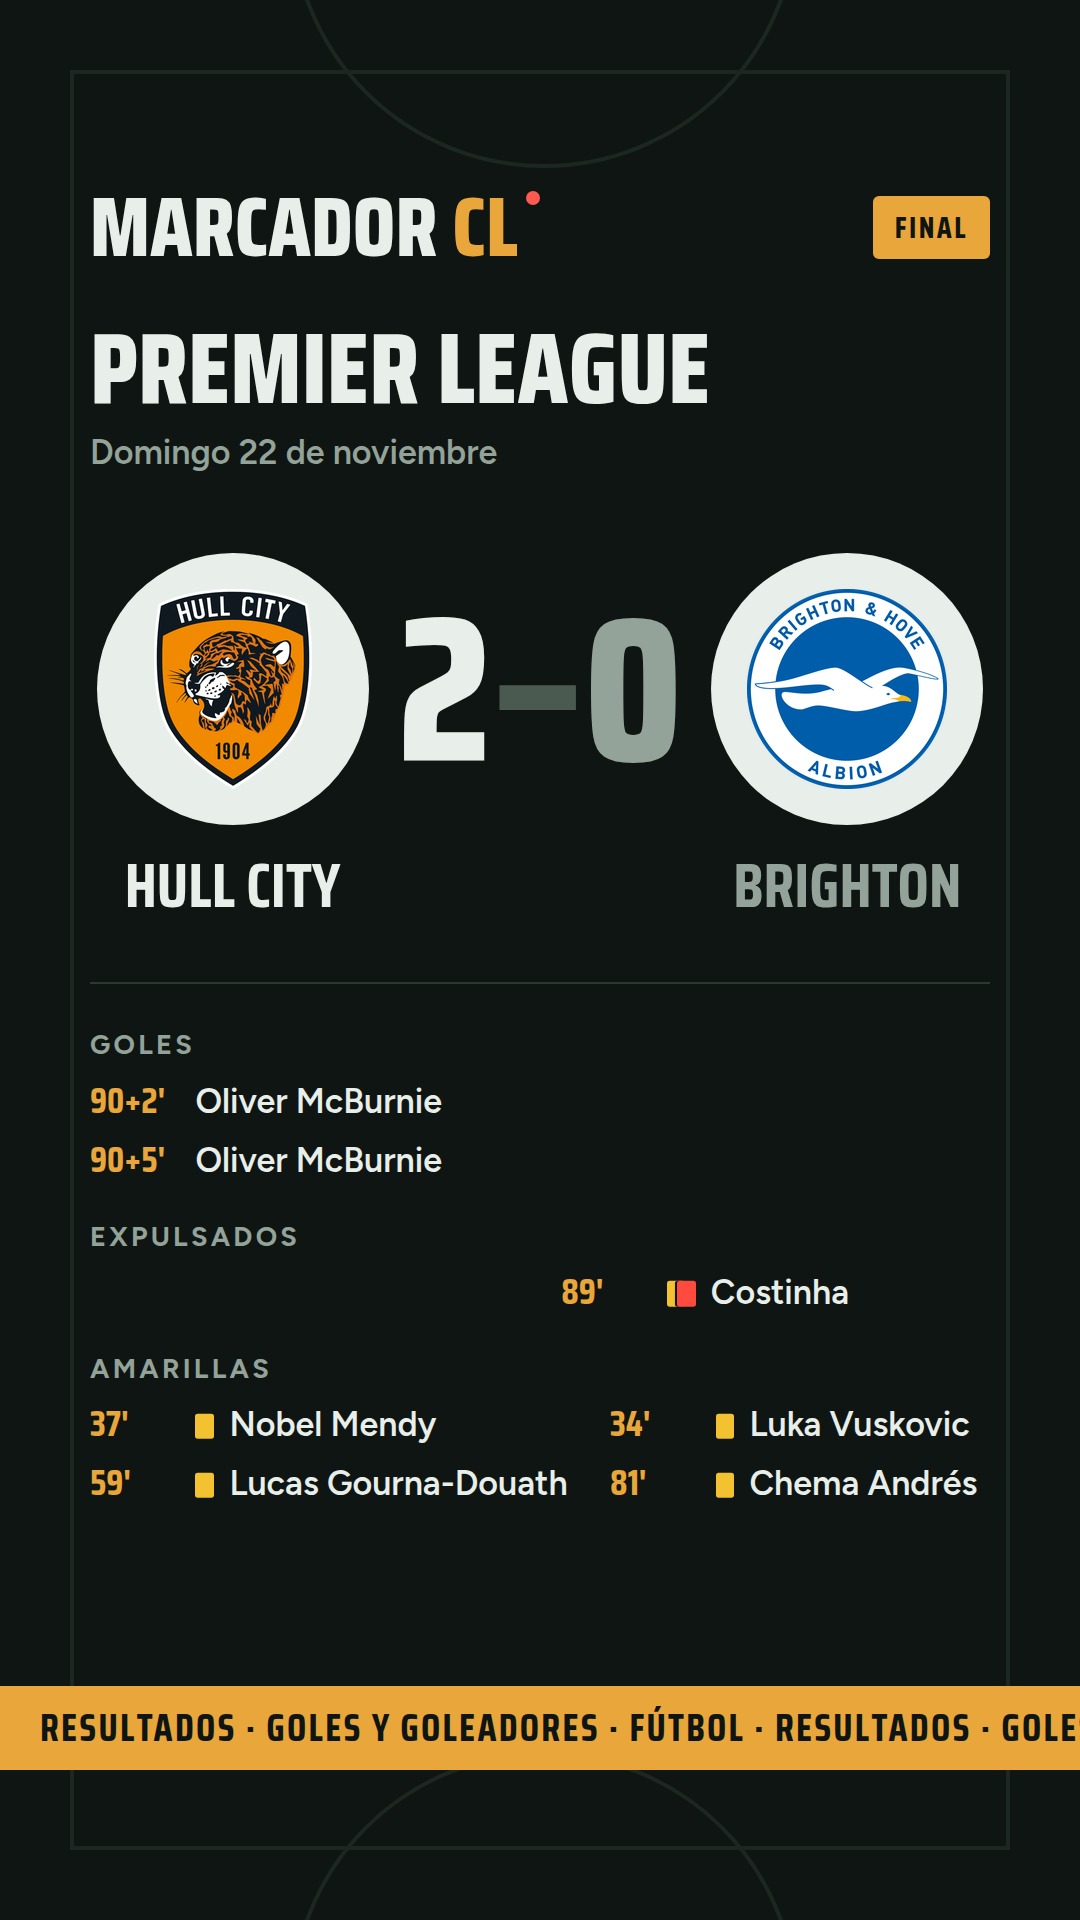 MARCADOR CL
FINAL
PREMIER LEAGUE
Domingo 22 de noviembre
HULL CITY
1904
2-0
BRIGHTON & HOVE
ALBION
HULL CITY
BRIGHTON
GOLES
90+2' Oliver McBurnie
90+5' Oliver McBurnie
EXPULSADOS
89' Costinha
AMARILLAS
37' Nobel Mendy
34' Luka Vuskovic
59' Lucas Gourna-Douath
81' Chema Andrés
RESULTADOS · GOLES Y GOLEADORES · FÚTBOL · RESULTADOS · GOLES